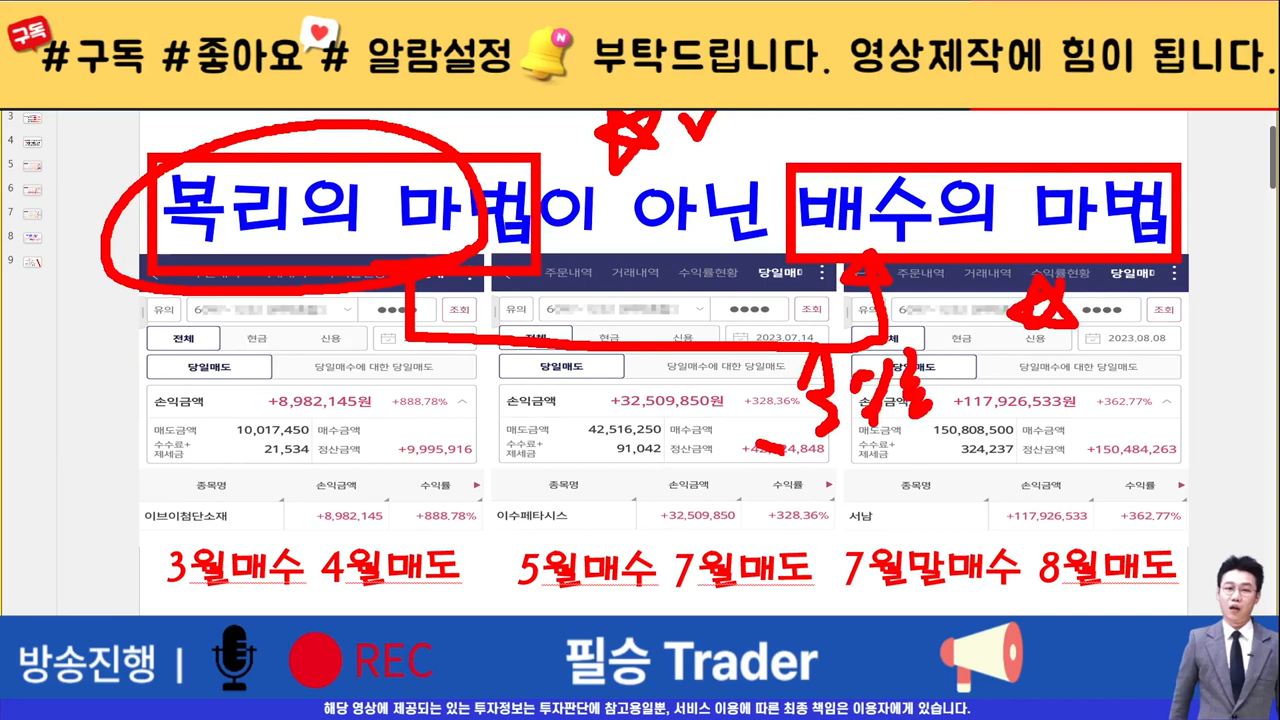 구독
#구독 #좋아요 # 알람설정 N 부탁드립니다. 영상제작에 힘이 됩니다.
3
4
5
6
7
8
9
복리의 마법이 아닌 배수의 마법
주문내역 거래내역 수익률현황 당일매
주문내역 수익률현황 당일매
유의 6 ●●●● 조회
유의 6 ●●●● 조회
유의 6 ●●●● 조회
전체 현금 신용
전체 현금 신용 2023.07.14
전체 현금 신용 2023.08.08
당일매도 당일매수에 대한 당일매도
당일매도 당일매수에 대한 당일매도
당일매도 당일매수에 대한 당일매도
손익금액 +8,982,145원 +888.78%
매도금액 10,017,450 매수금액
수수료+
제세금 21,534 정산금액 +9,995,916
종목명 손익금액 수익률
이브이첨단소재 +8,982,145 +888.78%
손익금액 +32,509,850원 +328.36%
매도금액 42,516,250 매수금액
수수료+
제세금 91,042 정산금액
종목명 손익금액 수익률
이수페타시스 +32,509,850 +328.36%
손익금액 +117,926,533원 +362,77%
매도금액 150,808,500 매수금액
수수료+
제세금 324,237 정산금액 +150,484,263
종목명 손익금액 수익률
서남 +117,926,533 +362,77%
3월매수 4월매도 5월매수 7월매도 7월말매수 8월매도
방송진행 | REC 필승 Trader
해당 영상에 제공되는 있는 투자정보는 투자판단에 참고용일뿐, 서비스 이용에 따른 최종 책임은 이용자에게 있습니다.